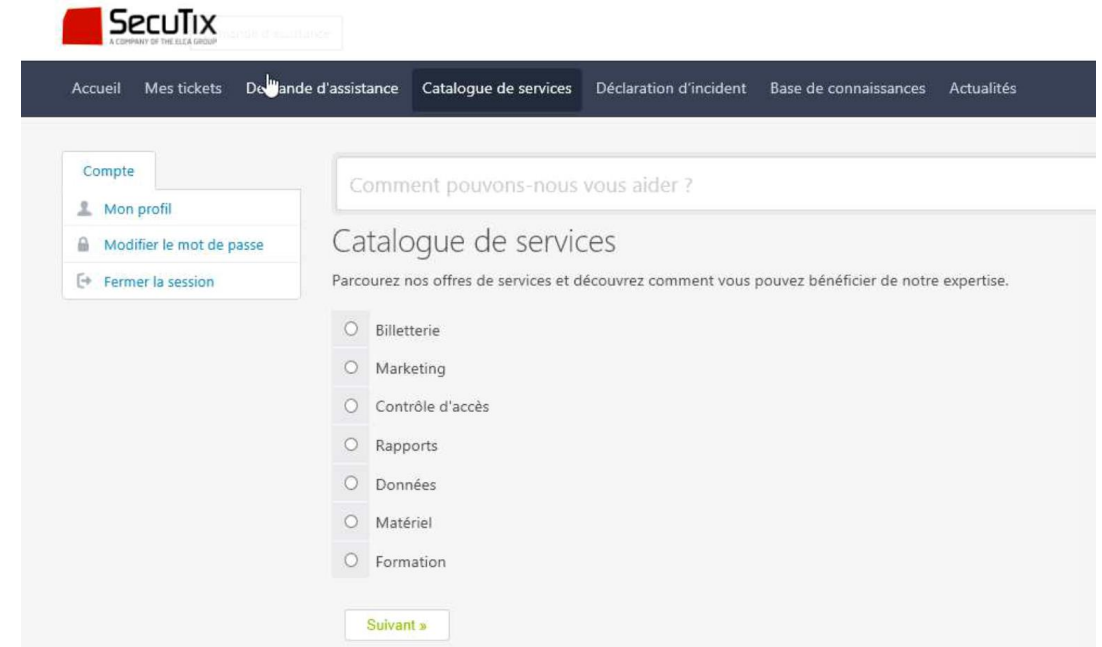 SecuTix
A COMPANY OF THE ELCA GROUP
Accueil Mes tickets Demande d'assistance Catalogue de services Déclaration d'incident Base de connaissances Actualités
Compte
Mon profil
Modifier le mot de passe
Fermer la session
Comment pouvons-nous vous aider ?
Catalogue de services
Parcourez nos offres de services et découvrez comment vous pouvez bénéficier de notre expertise.
Billetterie
Marketing
Contrôle d'accès
Rapports
Données
Matériel
Formation
Suivant »